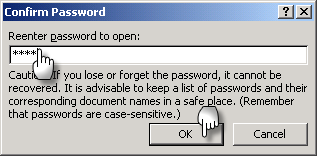 Confirm Password
Reenter password to open:
****
Caution: If you lose or forget the password, it cannot be
recovered. It is advisable to keep a list of passwords and their
corresponding document names in a safe place. (Remember
that passwords are case-sensitive.)
OK Cancel